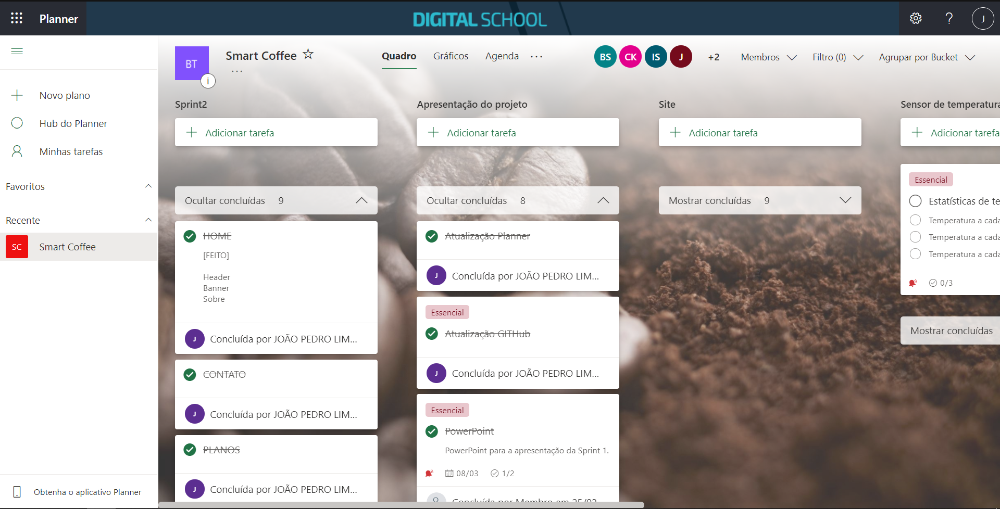 Planner
DIGITAL SCHOOL
?
J
Novo plano
Hub do Planner
Minhas tarefas
Favoritos
Recente
SC
Smart Coffee
Obtenha o aplicativo Planner
BT
i
Smart Coffee
...
Quadro
Gráficos
Agenda
...
BS
CK
IS
J
+2
Membros
Filtro (0)
Agrupar por Bucket
Sprint2
Adicionar tarefa
Ocultar concluídas 9
HOME
[FEITO]
Header
Banner
Sobre
J
Concluída por JOÃO PEDRO LIM...
CONTATO
J
Concluída por JOÃO PEDRO LIM...
PLANOS
J
Concluída por JOÃO PEDRO LIM...
Apresentação do projeto
Adicionar tarefa
Ocultar concluídas 8
Atualização Planner
J
Concluída por JOÃO PEDRO LIM...
Essencial
Atualização GITHub
J
Concluída por JOÃO PEDRO LIM...
Essencial
PowerPoint
PowerPoint para a apresentação da Sprint 1.
08/03
1/2
Concluída por Membro em 25/02
Site
Adicionar tarefa
Mostrar concluídas 9
Sensor de temperatura
Adicionar tarefa
Essencial
Estatísticas de te
Temperatura a cada
Temperatura a cada
Temperatura a cada
0/3
Mostrar concluídas